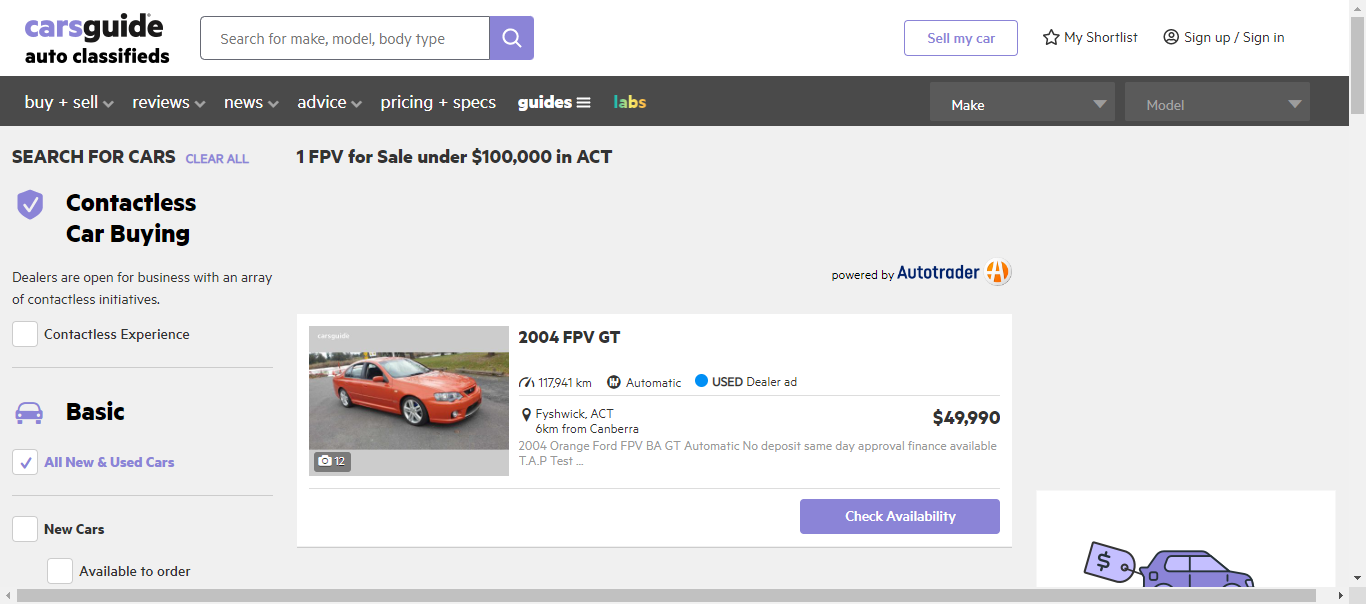 carsguide
auto classifieds
Search for make, model, body type
Sell my car
My Shortlist
Sign up / Sign in
buy + sell
reviews
news
advice
pricing + specs
guides
labs
Make
Model
SEARCH FOR CARS CLEAR ALL
1 FPV for Sale under $100,000 in ACT
Contactless
Car Buying
Dealers are open for business with an array
of contactless initiatives.
Contactless Experience
Basic
All New & Used Cars
New Cars
Available to order
powered by Autotrader
carsguide
12
2004 FPV GT
117,941 km Automatic USED Dealer ad
Fyshwick, ACT
6km from Canberra
$49,990
2004 Orange Ford FPV BA GT Automatic No deposit same day approval finance available
T.A.P Test ...
Check Availability
$